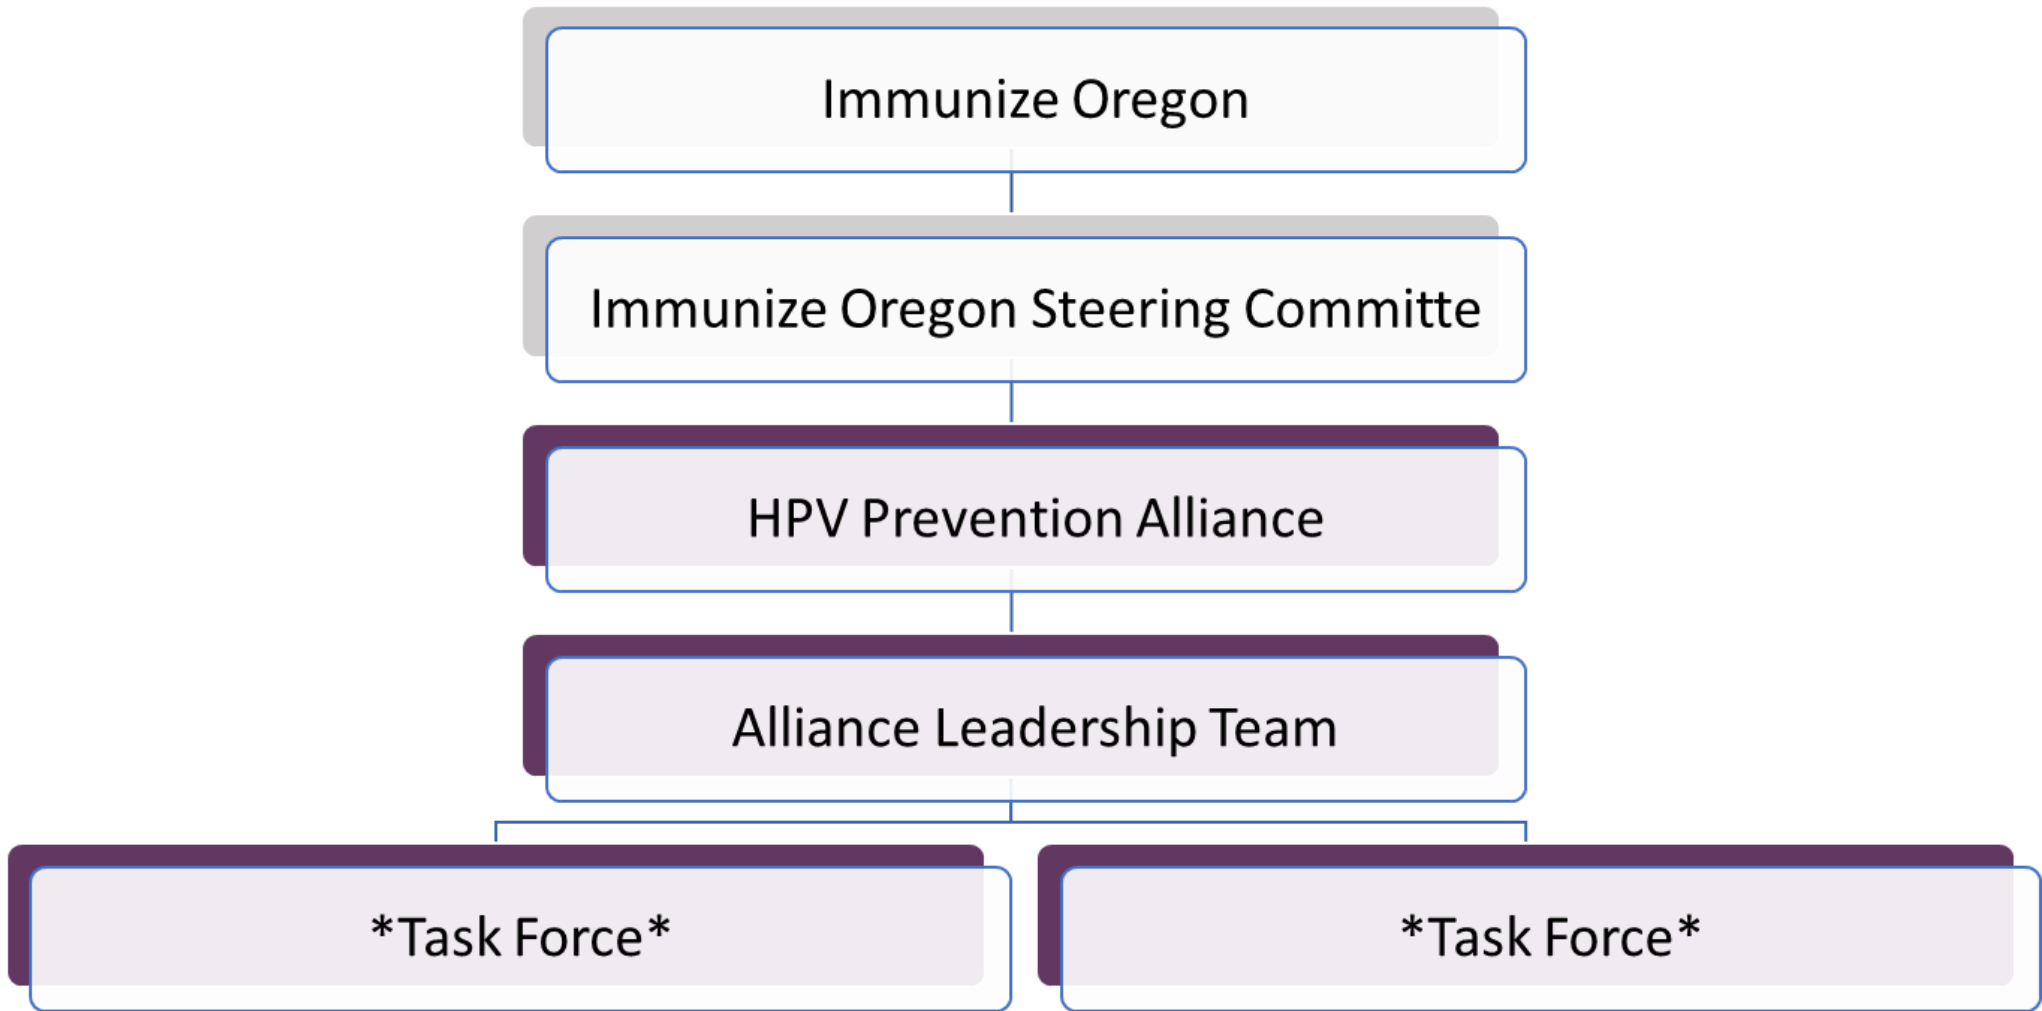 Immunize Oregon
Immunize Oregon Steering Committe
HPV Prevention Alliance
Alliance Leadership Team
*Task Force*
*Task Force*